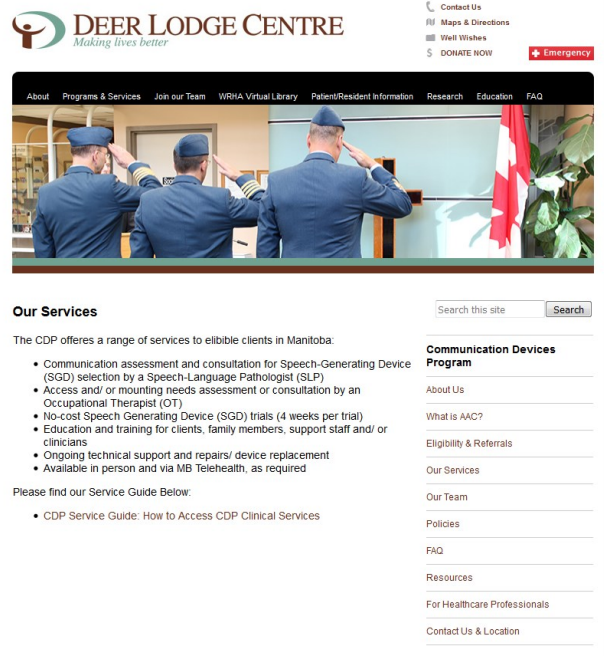 DEER LODGE CENTRE
Making lives better
Contact Us
Maps & Directions
Well Wishes
$ DONATE NOW
Emergency
About Programs & Services Join our Team WRHA Virtual Library Patient/Resident Information Research Education FAQ
Our Services
The CDP offeres a range of services to elibible clients in Manitoba:
• Communication assessment and consultation for Speech-Generating Device
(SGD) selection by a Speech-Language Pathologist (SLP)
• Access and/ or mounting needs assessment or consultation by an
Occupational Therapist (OT)
• No-cost Speech Generating Device (SGD) trials (4 weeks per trial)
• Education and training for clients, family members, support staff and/ or
clinicians
• Ongoing technical support and repairs/ device replacement
• Available in person and via MB Telehealth, as required
Please find our Service Guide Below:
• CDP Service Guide: How to Access CDP Clinical Services
Search this site Search
Communication Devices
Program
About Us
What is AAC?
Eligibility & Referrals
Our Services
Our Team
Policies
FAQ
Resources
For Healthcare Professionals
Contact Us & Location